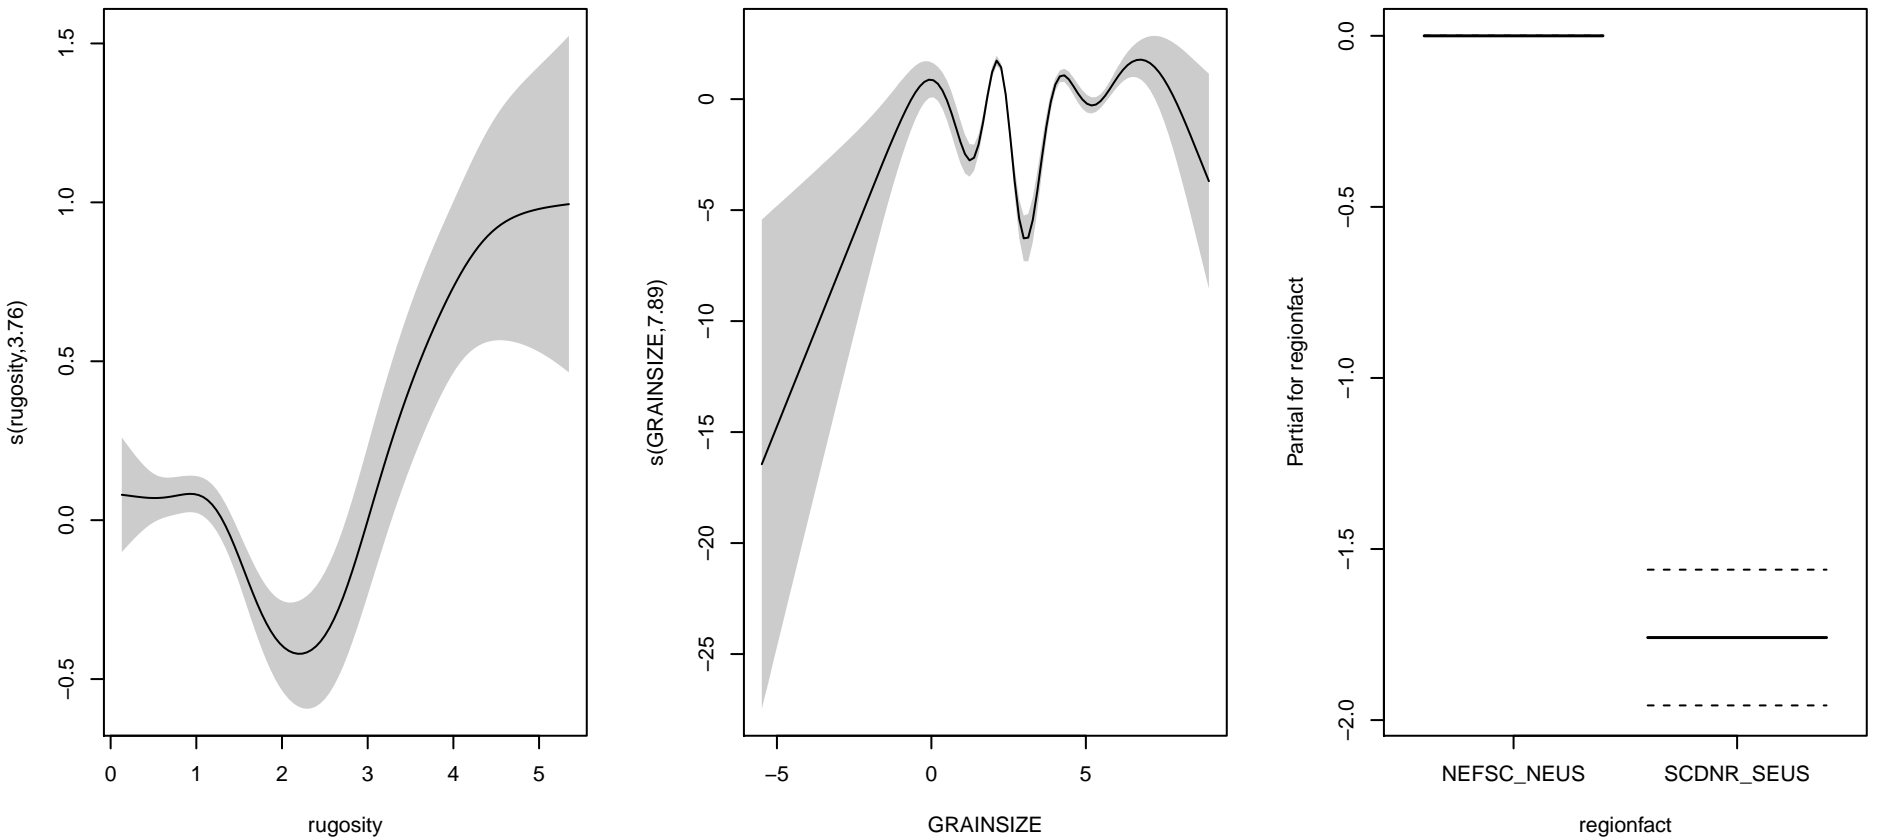 s(rugosity,3.76)
1.5
1.0
0.5
0.0
−0.5
0 1 2 3 4 5
rugosity
s(GRAINSIZE,7.89)
0
−5
−10
−15
−20
−25
−5 0 5
GRAINSIZE
Partial for regionfact
0.0
−0.5
−1.0
−1.5
−2.0
NEFSC_NEUS SCDNR_SEUS
regionfact